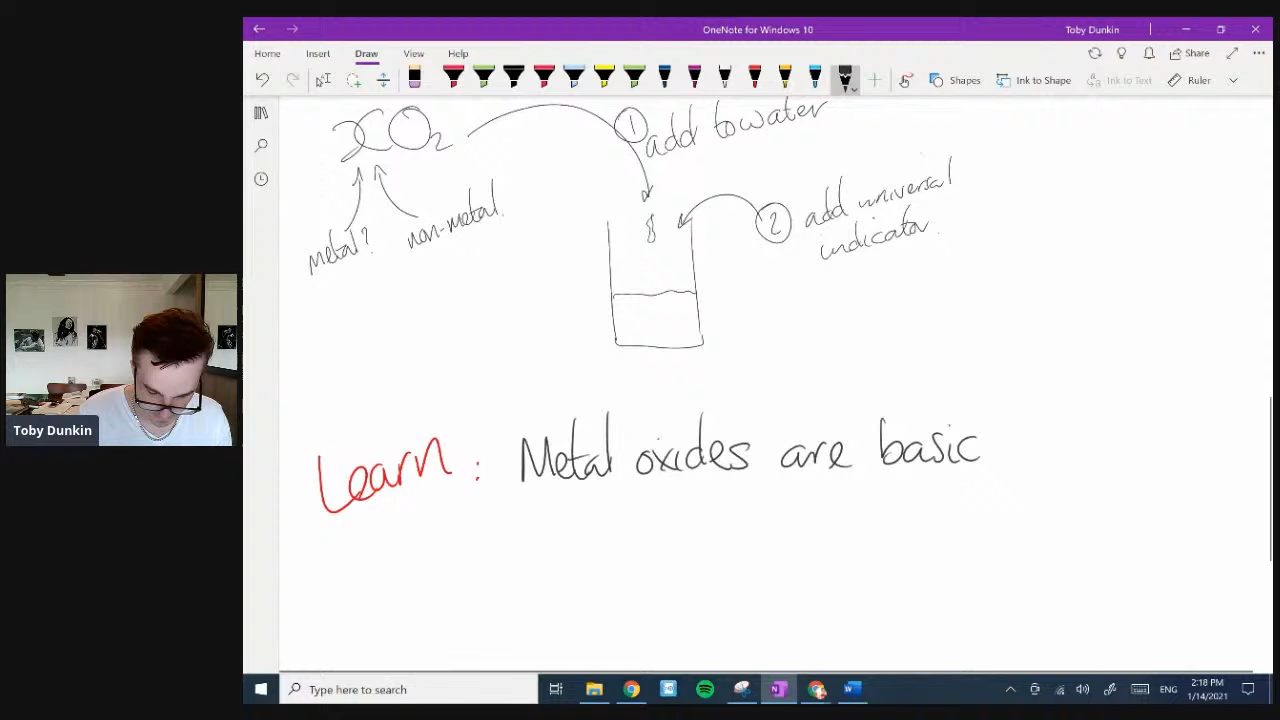 OneNote for Windows 10
Toby Dunkin
Home
Insert
Draw
View
Help
Share
Shapes
Ink to Shape
Ink to Text
Ruler
XO2
① add to water
metal?
non-metal.
② add universal
indicator.
Toby Dunkin
Learn: Metal oxides are basic
Type here to search
ENG
2:18 PM
1/14/2021